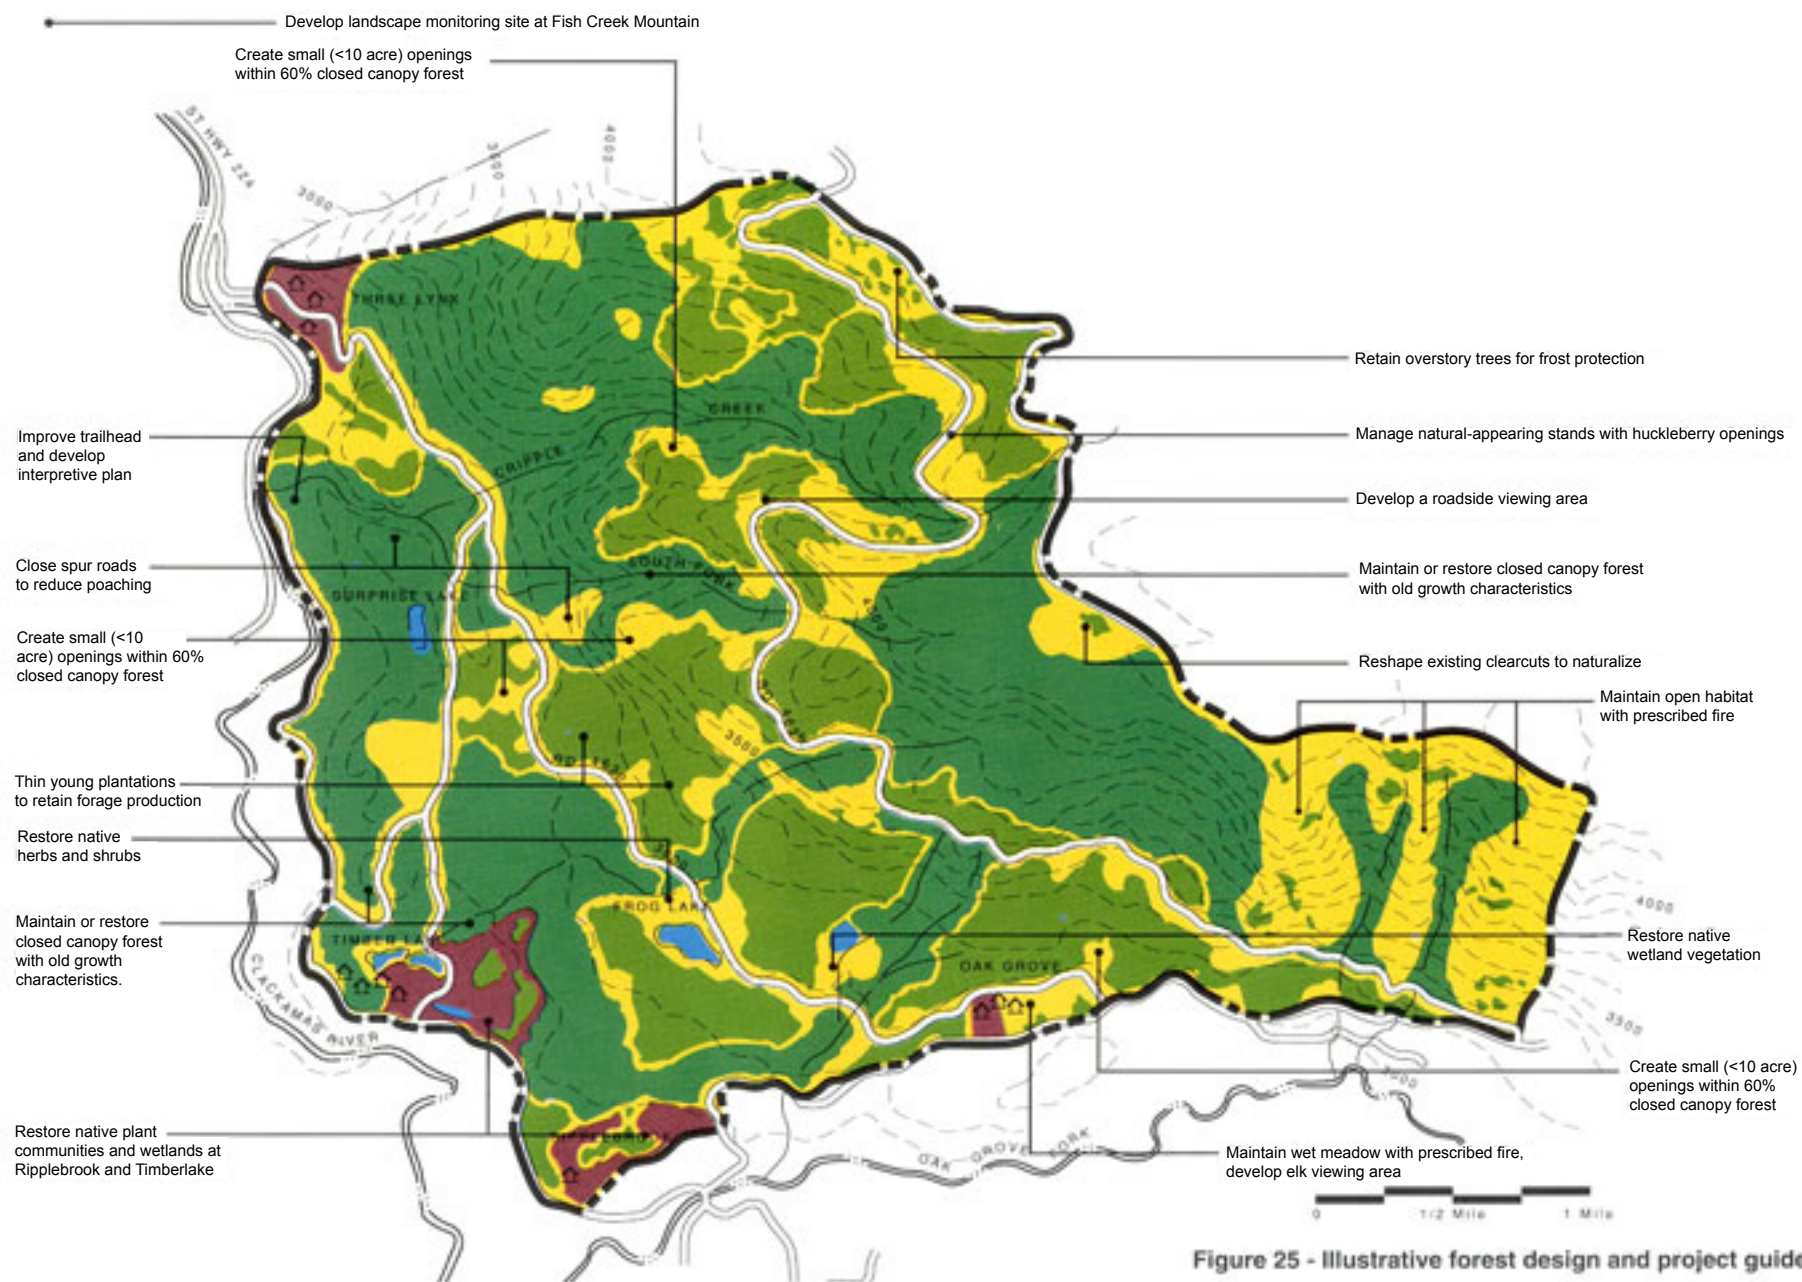 Develop landscape monitoring site at Fish Creek Mountain
Create small (<10 acre) openings
within 60% closed canopy forest
ST HWY 224
3000
3500
4000
THREE LYNX
Retain overstory trees for frost protection
CREEK
Improve trailhead
and develop
interpretive plan
Manage natural-appearing stands with huckleberry openings
CRIPPLE
Develop a roadside viewing area
Close spur roads
to reduce poaching
SOUTH FORK
Maintain or restore closed canopy forest
with old growth characteristics
SURPRISE LAKE
4000
Create small (<10
acre) openings within 60%
closed canopy forest
Reshape existing clearcuts to naturalize
Maintain open habitat
with prescribed fire
3500
Thin young plantations
to retain forage production
Restore native
herbs and shrubs
FROG LAKE
4000
Maintain or restore
closed canopy forest
with old growth
characteristics.
TIMBER LAKE
Restore native
wetland vegetation
OAK GROVE
CLACKAMAS RIVER
3500
3000
Create small (<10 acre)
openings within 60%
closed canopy forest
Restore native plant
communities and wetlands at
Ripplebrook and Timberlake
RIPPLEBROOK
OAK GROVE FORK
Maintain wet meadow with prescribed fire,
develop elk viewing area
0 1/2 Mile 1 Mile
Figure 25 - Illustrative forest design and project guide